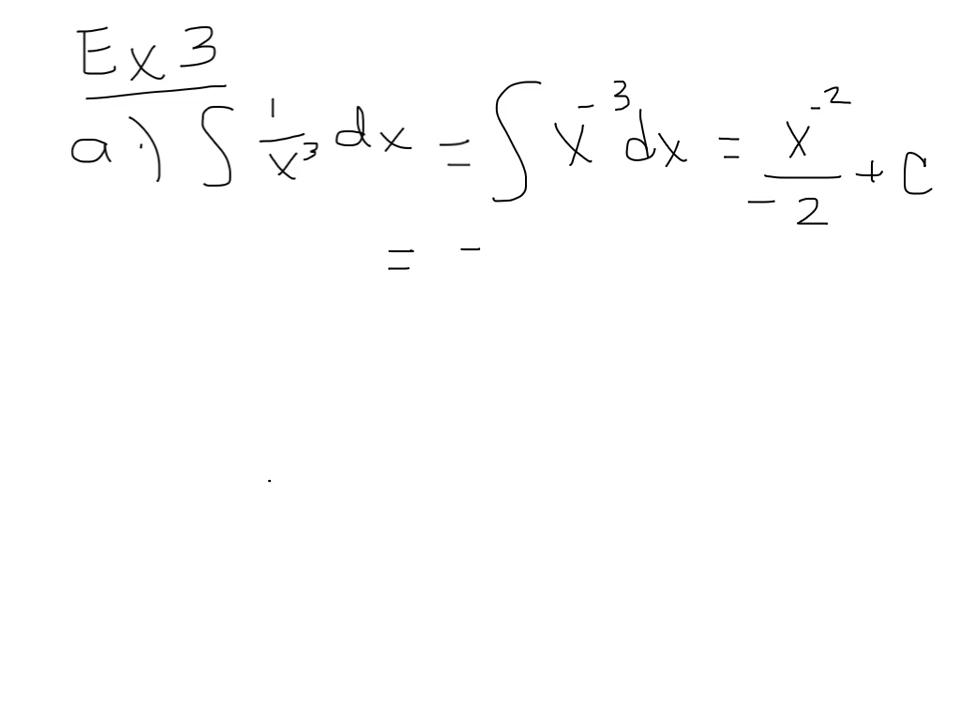 Ex 3
a.) ∫ 1/x³ dx = ∫ x⁻³ dx = x⁻²/-2 + C
= -